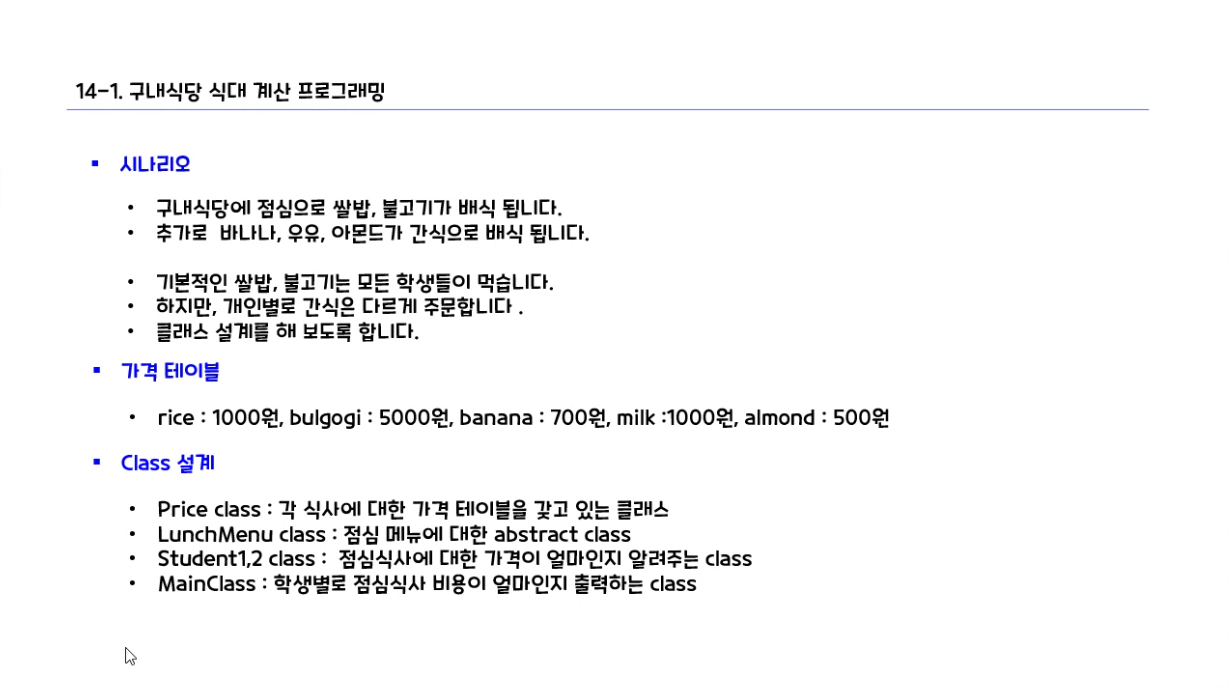 14-1. 구내식당 식대 계산 프로그래밍
▪ 시나리오
• 구내식당에 점심으로 쌀밥, 불고기가 배식 됩니다.
• 추가로 바나나, 우유, 아몬드가 간식으로 배식 됩니다.
• 기본적인 쌀밥, 불고기는 모든 학생들이 먹습니다.
• 하지만, 개인별로 간식은 다르게 주문합니다 .
• 클래스 설계를 해 보도록 합니다.
▪ 가격 테이블
• rice : 1000원, bulgogi : 5000원, banana : 700원, milk :1000원, almond : 500원
▪ Class 설계
• Price class : 각 식사에 대한 가격 테이블을 갖고 있는 클래스
• LunchMenu class : 점심 메뉴에 대한 abstract class
• Student1,2 class : 점심식사에 대한 가격이 얼마인지 알려주는 class
• MainClass : 학생별로 점심식사 비용이 얼마인지 출력하는 class